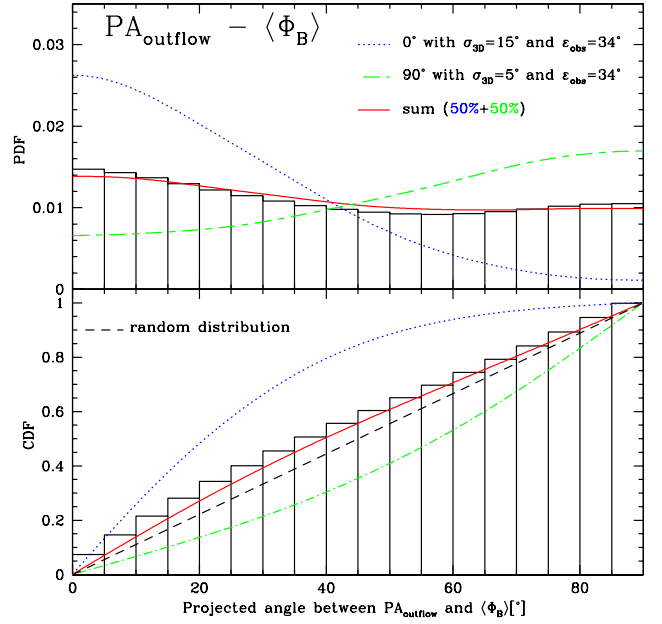 PA_outflow − ⟨Φ_B⟩
0° with σ_3D=15° and ε_obs=34°
90° with σ_3D=5° and ε_obs=34°
sum (50%+50%)
0.03
0.02
0.01
0
PDF
random distribution
1
0.8
0.6
0.4
0.2
0
CDF
0 20 40 60 80
Projected angle between PA_outflow and ⟨Φ_B⟩[°]